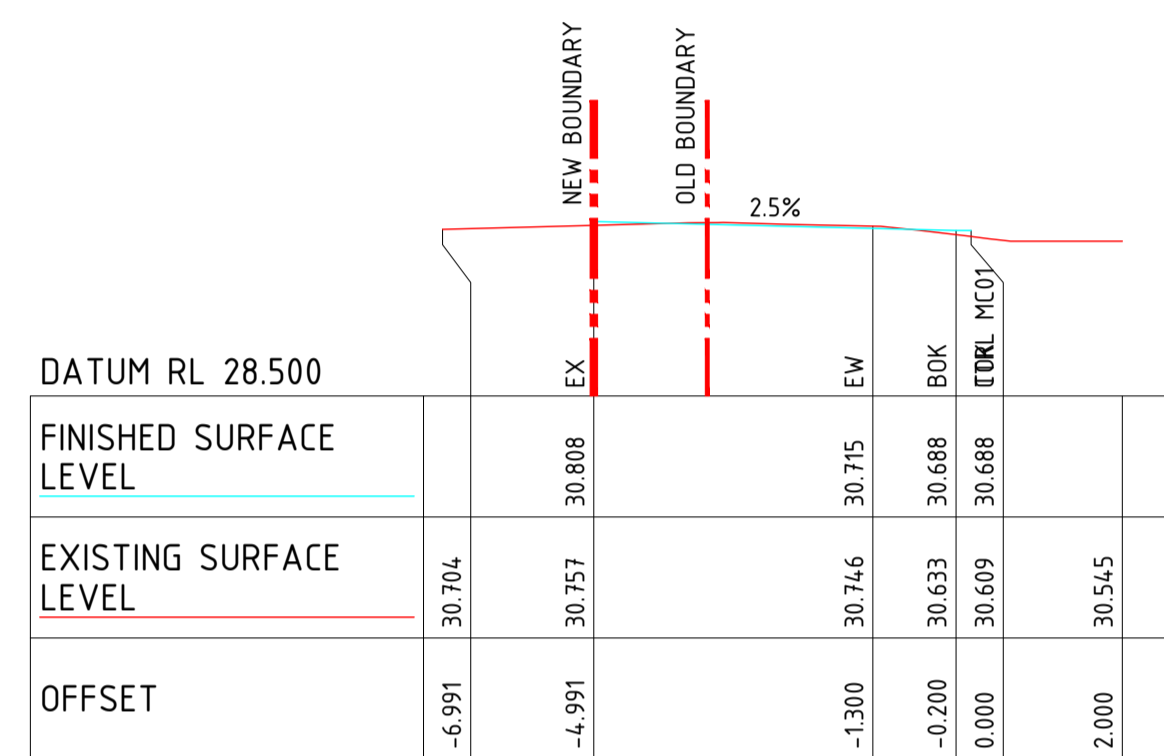 NEW BOUNDARY
OLD BOUNDARY
2.5%
DATUM RL 28.500
EX
EW
BOK
MC01
FINISHED SURFACE
LEVEL
30.808
30.715
30.688
30.688
EXISTING SURFACE
LEVEL
30.704
30.757
30.746
30.633
30.609
30.545
OFFSET
-6.991
-4.991
-1.300
-0.200
0.000
2.000